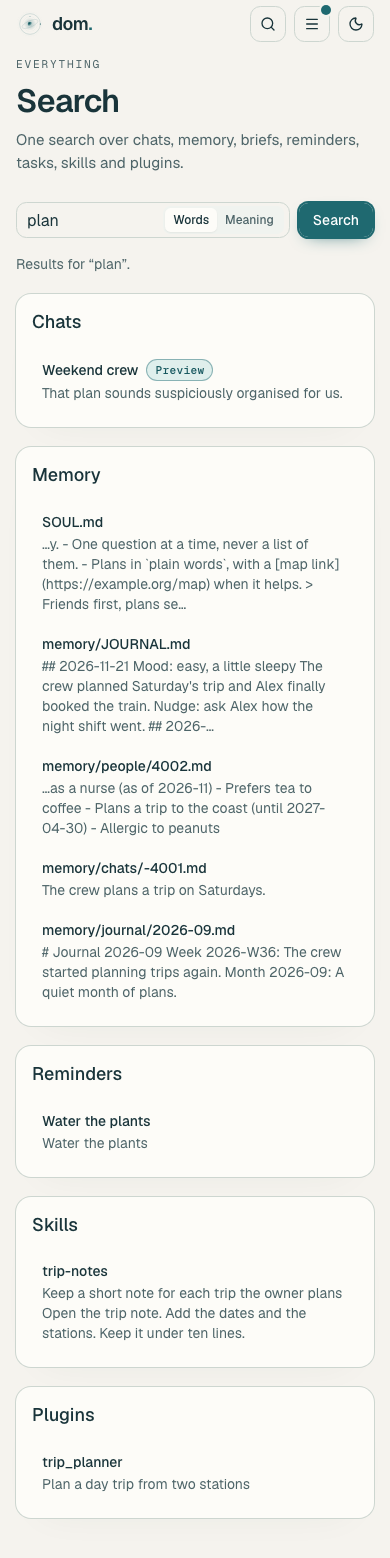 dom.
EVERYTHING
Search
One search over chats, memory, briefs, reminders,
tasks, skills and plugins.
plan Words Meaning Search
Results for “plan”.
Chats
Weekend crew Preview
That plan sounds suspiciously organised for us.
Memory
SOUL.md
…y. - One question at a time, never a list of
them. - Plans in `plain words`, with a [map link]
(https://example.org/map) when it helps. >
Friends first, plans se…
memory/JOURNAL.md
## 2026-11-21 Mood: easy, a little sleepy The
crew planned Saturday's trip and Alex finally
booked the train. Nudge: ask Alex how the
night shift went. ## 2026-…
memory/people/4002.md
…as a nurse (as of 2026-11) - Prefers tea to
coffee - Plans a trip to the coast (until 2027-
04-30) - Allergic to peanuts
memory/chats/-4001.md
The crew plans a trip on Saturdays.
memory/journal/2026-09.md
# Journal 2026-09 Week 2026-W36: The crew
started planning trips again. Month 2026-09: A
quiet month of plans.
Reminders
Water the plants
Water the plants
Skills
trip-notes
Keep a short note for each trip the owner plans
Open the trip note. Add the dates and the
stations. Keep it under ten lines.
Plugins
trip_planner
Plan a day trip from two stations